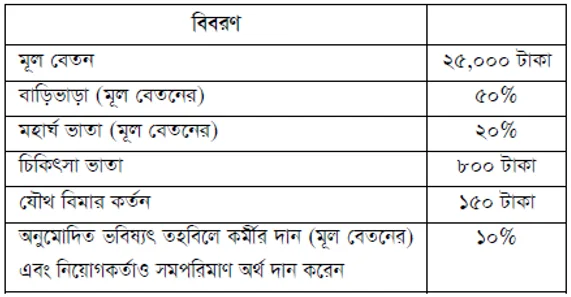 বিবরণ
মূল বেতন ২৫,০০০ টাকা
বাড়িভাড়া (মূল বেতনের) ৫০%
মহার্ঘ ভাতা (মূল বেতনের) ২০%
চিকিৎসা ভাতা ৮০০ টাকা
যৌথ বিমার কর্তন ১৫০ টাকা
অনুমোদিত ভবিষ্যৎ তহবিলে কর্মীর দান (মূল বেতনের) ১০%
এবং নিয়োগকর্তাও সমপরিমাণ অর্থ দান করেন